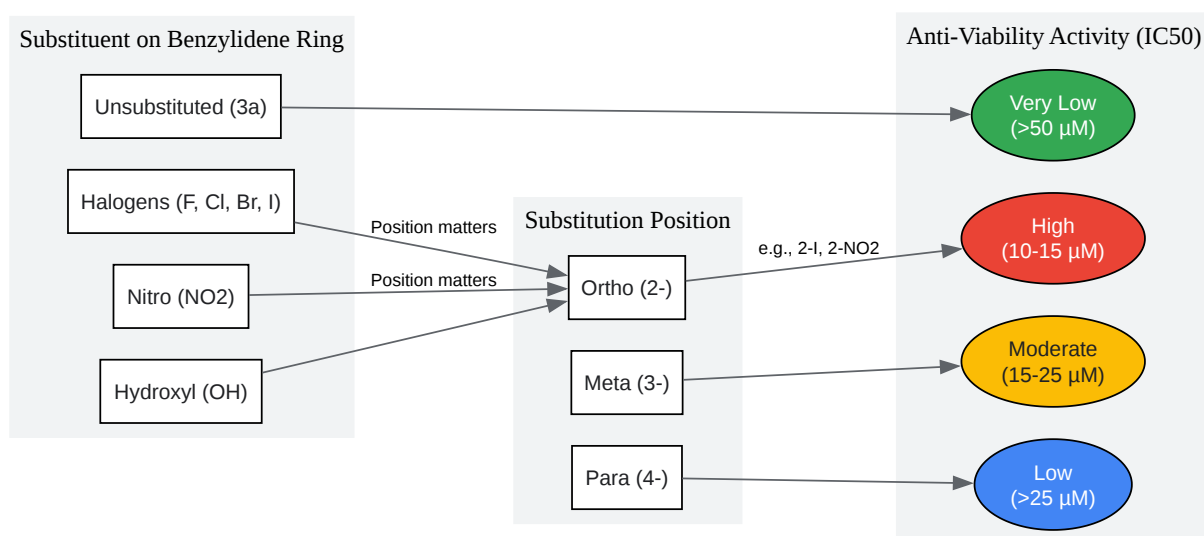 Substituent on Benzylidene Ring
Unsubstituted (3a)
Halogens (F, Cl, Br, I)
Nitro (NO2)
Hydroxyl (OH)
Position matters
Position matters
Substitution Position
Ortho (2-)
Meta (3-)
Para (4-)
e.g., 2-I, 2-NO2
Anti-Viability Activity (IC50)
Very Low
(>50 µM)
High
(10-15 µM)
Moderate
(15-25 µM)
Low
(>25 µM)